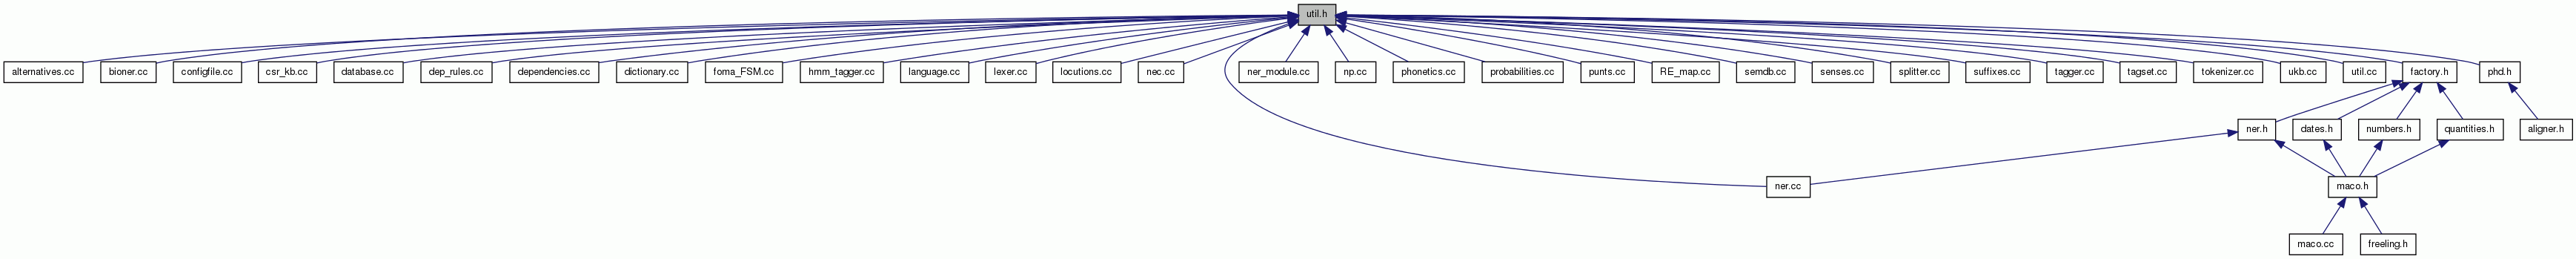 util.h
alternatives.cc
bioner.cc
configfile.cc
csr_kb.cc
database.cc
dep_rules.cc
dependencies.cc
dictionary.cc
foma_FSM.cc
hmm_tagger.cc
language.cc
lexer.cc
locutions.cc
nec.cc
ner_module.cc
np.cc
phonetics.cc
probabilities.cc
punts.cc
RE_map.cc
semdb.cc
senses.cc
splitter.cc
suffixes.cc
tagger.cc
tagset.cc
tokenizer.cc
ukb.cc
util.cc
factory.h
phd.h
ner.h
dates.h
numbers.h
quantities.h
aligner.h
ner.cc
maco.h
maco.cc
freeling.h